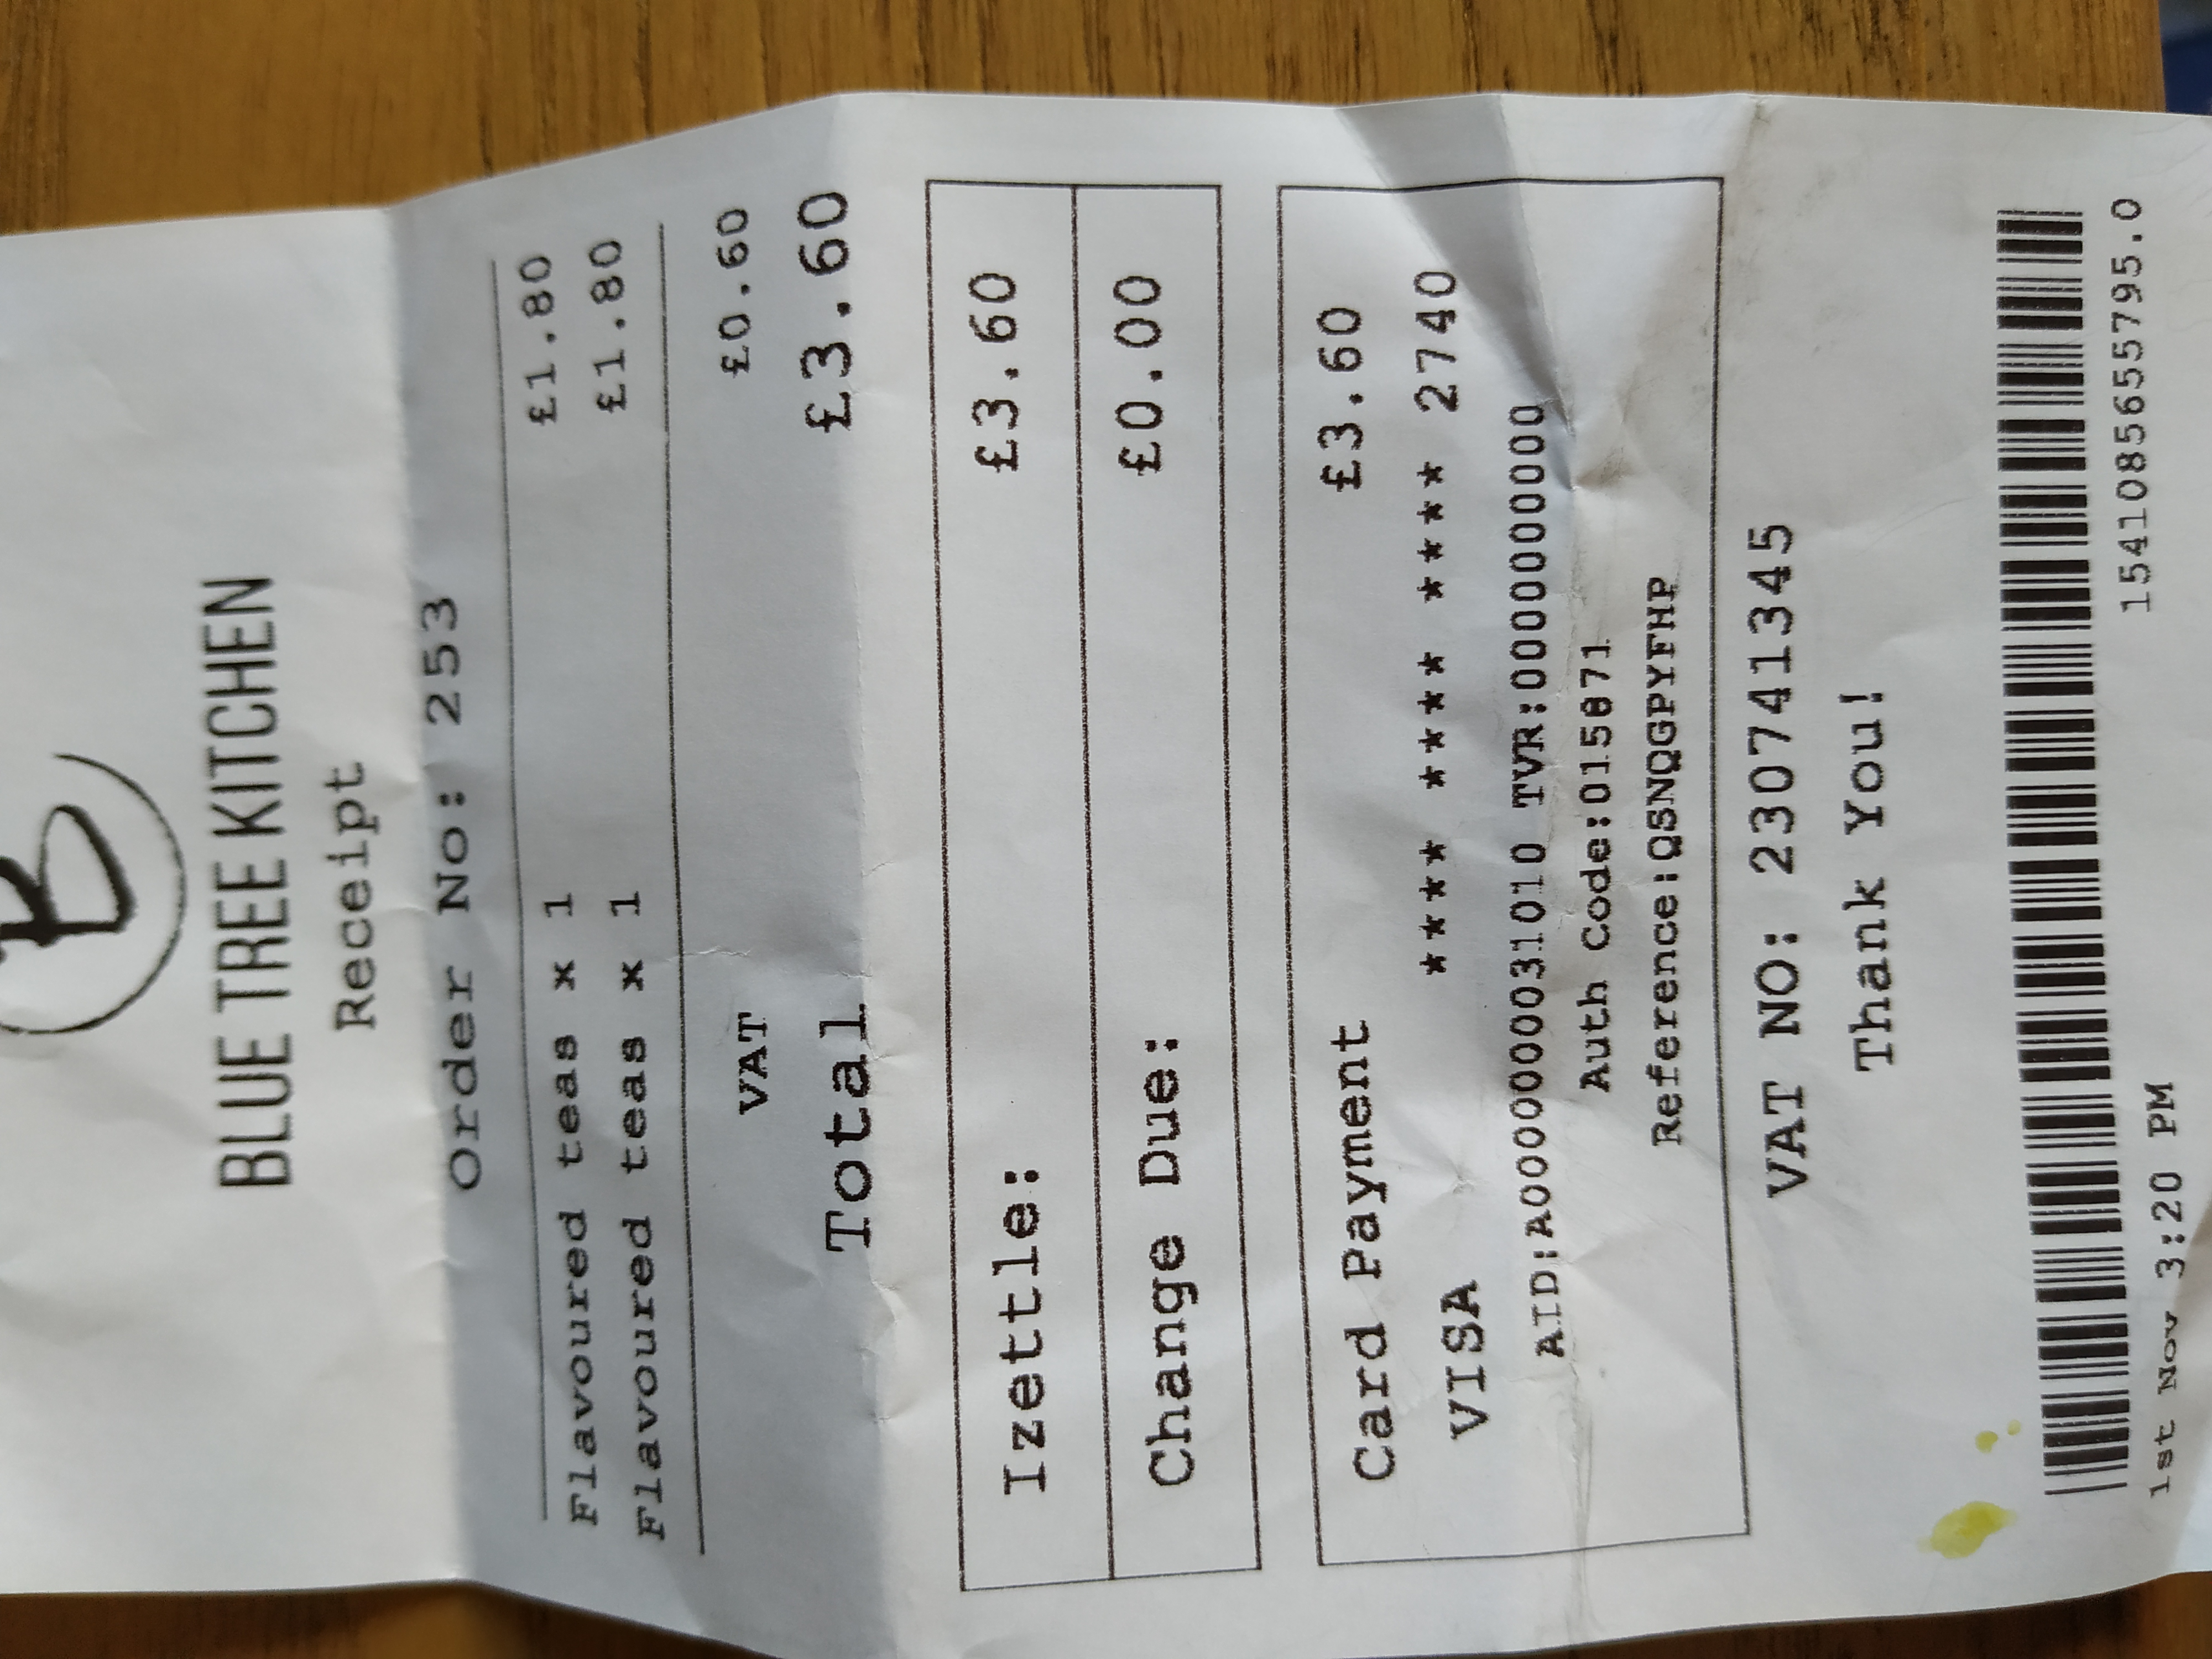 B
BLUE TREE KITCHEN
Receipt
Order No: 253
Flavoured teas x 1 £1.80
Flavoured teas x 1 £1.80
VAT £0.60
Total £3.60
Izettle: £3.60
Change Due: £0.00
Card Payment £3.60
VISA **** **** **** 2740
AID:A0000000031010 TVR:0000000000
Auth Code:015871
Reference:QSNQGPYFHP
VAT NO: 230741345
Thank You!
1st Nov 3:20 PM 1541085655795.0